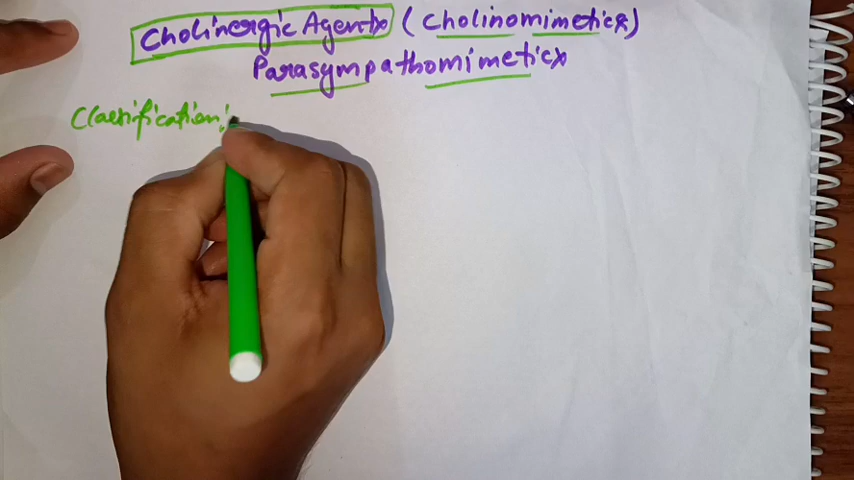 Cholinergic Agents (Cholinomimetics)
Parasympathomimetics
Classification: